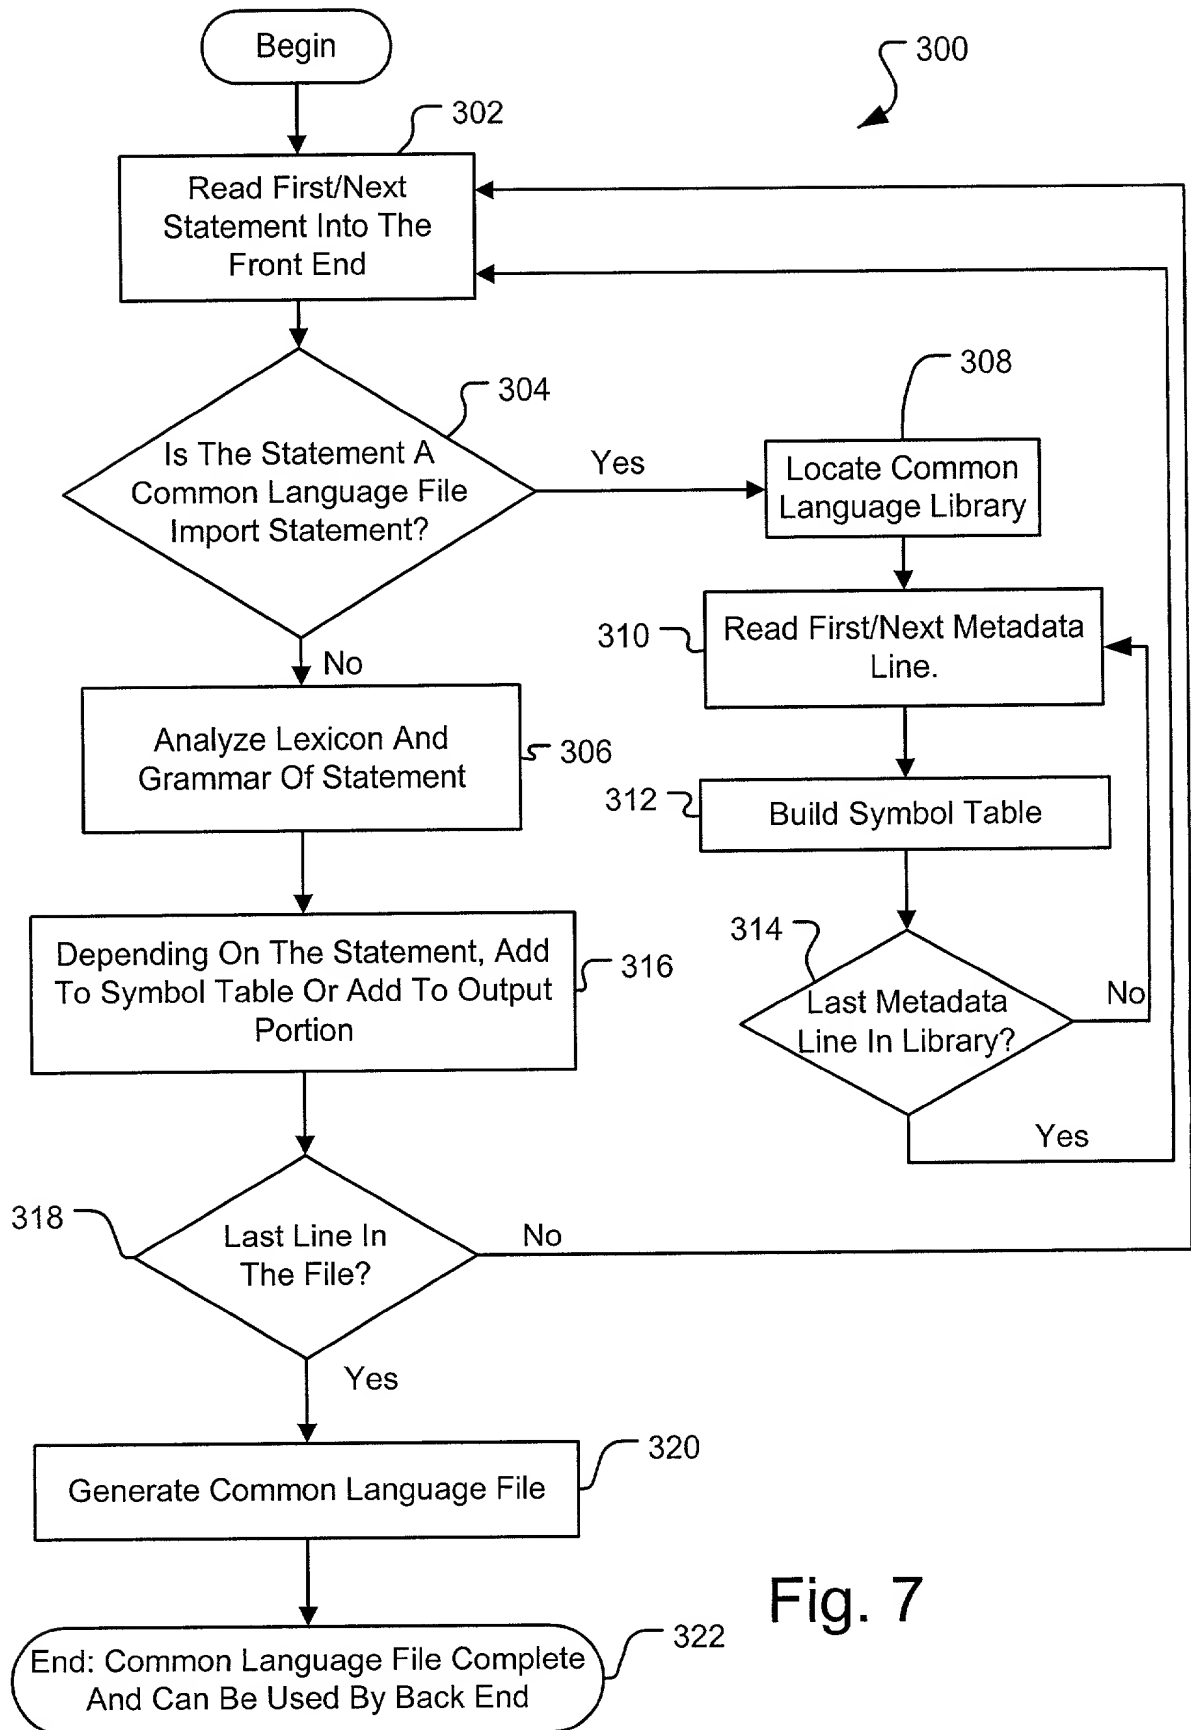 Begin
300
302
Read First/Next
Statement Into The
Front End
304
Is The Statement A
Common Language File
Import Statement?
Yes
308
Locate Common
Language Library
No
310
Read First/Next Metadata
Line.
Analyze Lexicon And
Grammar Of Statement
306
312
Build Symbol Table
314
Last Metadata
Line In Library?
No
Yes
Depending On The Statement, Add
To Symbol Table Or Add To Output
Portion
316
318
Last Line In
The File?
No
Yes
320
Generate Common Language File
322
End: Common Language File Complete
And Can Be Used By Back End
Fig. 7